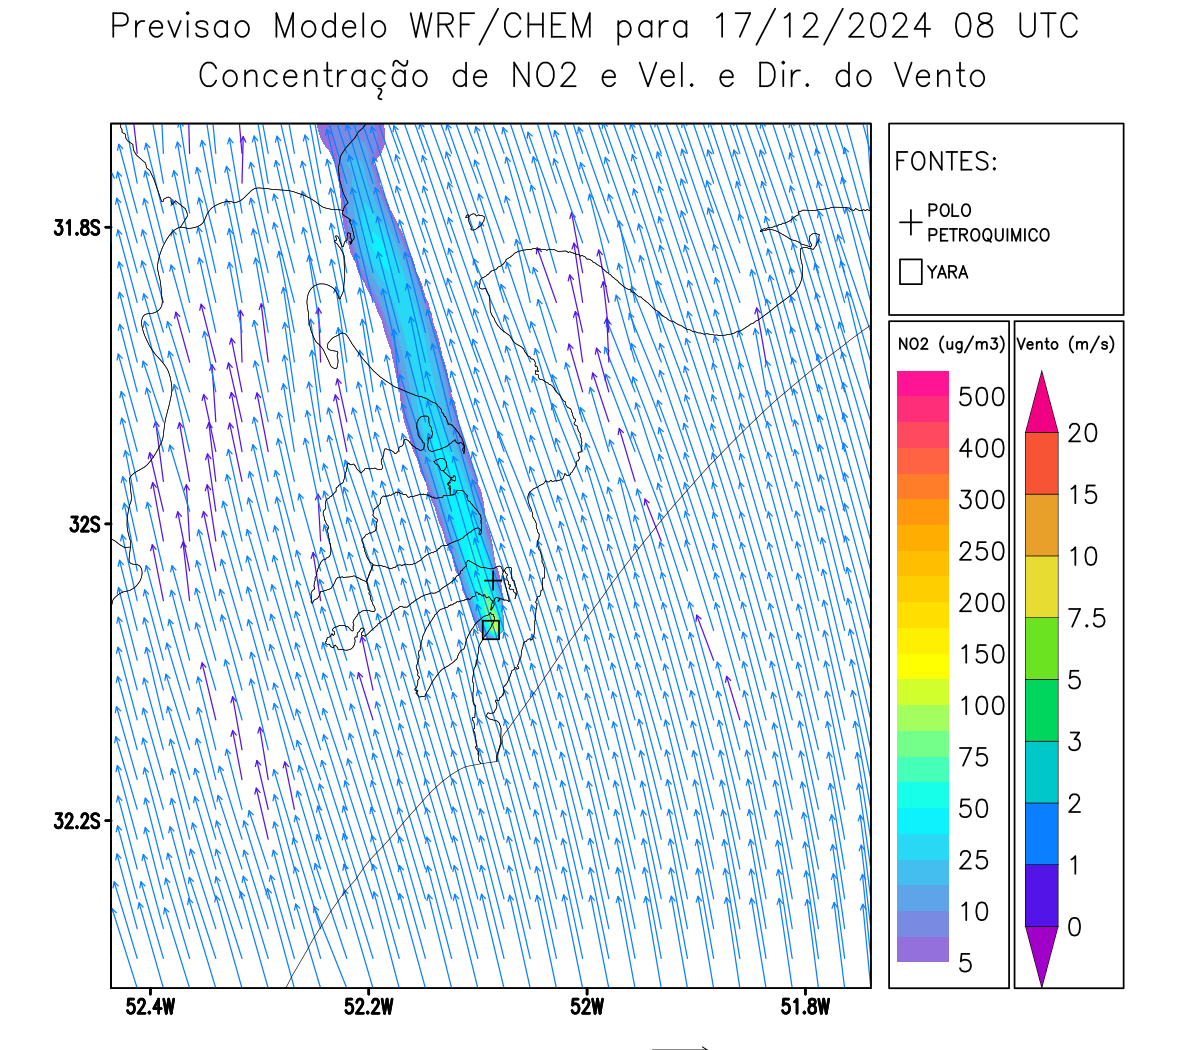 Previsao Modelo WRF/CHEM para 17/12/2024 08 UTC
Concentração de NO2 e Vel. e Dir. do Vento
FONTES:
POLO
PETROQUIMICO
YARA
NO2 (ug/m3)
500
400
300
250
200
150
100
75
50
25
10
5
Vento (m/s)
20
15
10
7.5
5
3
2
1
0
31.8S
32S
32.2S
52.4W
52.2W
52W
51.8W